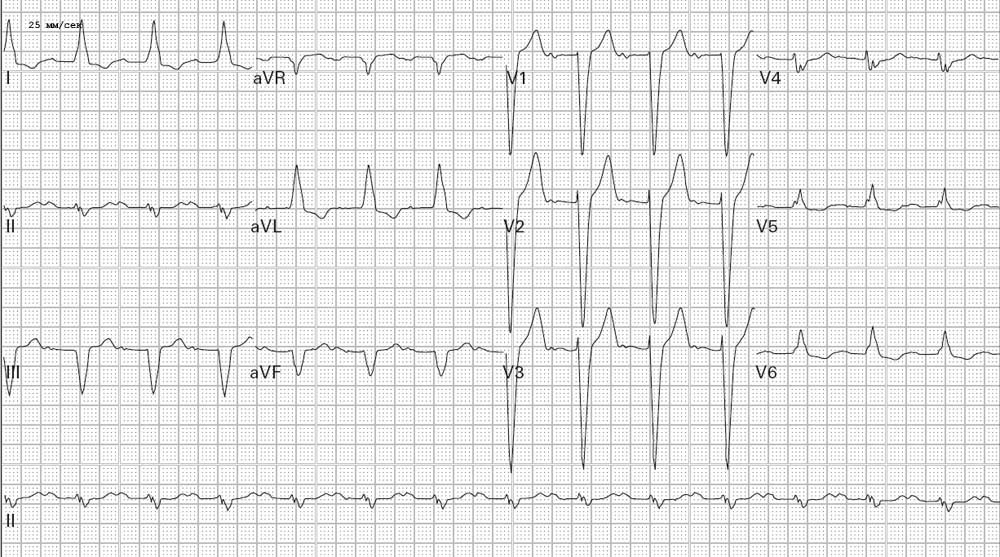 25 мм/сек
I aVR V1 V4
II aVL V2 V5
III aVF V3 V6
II